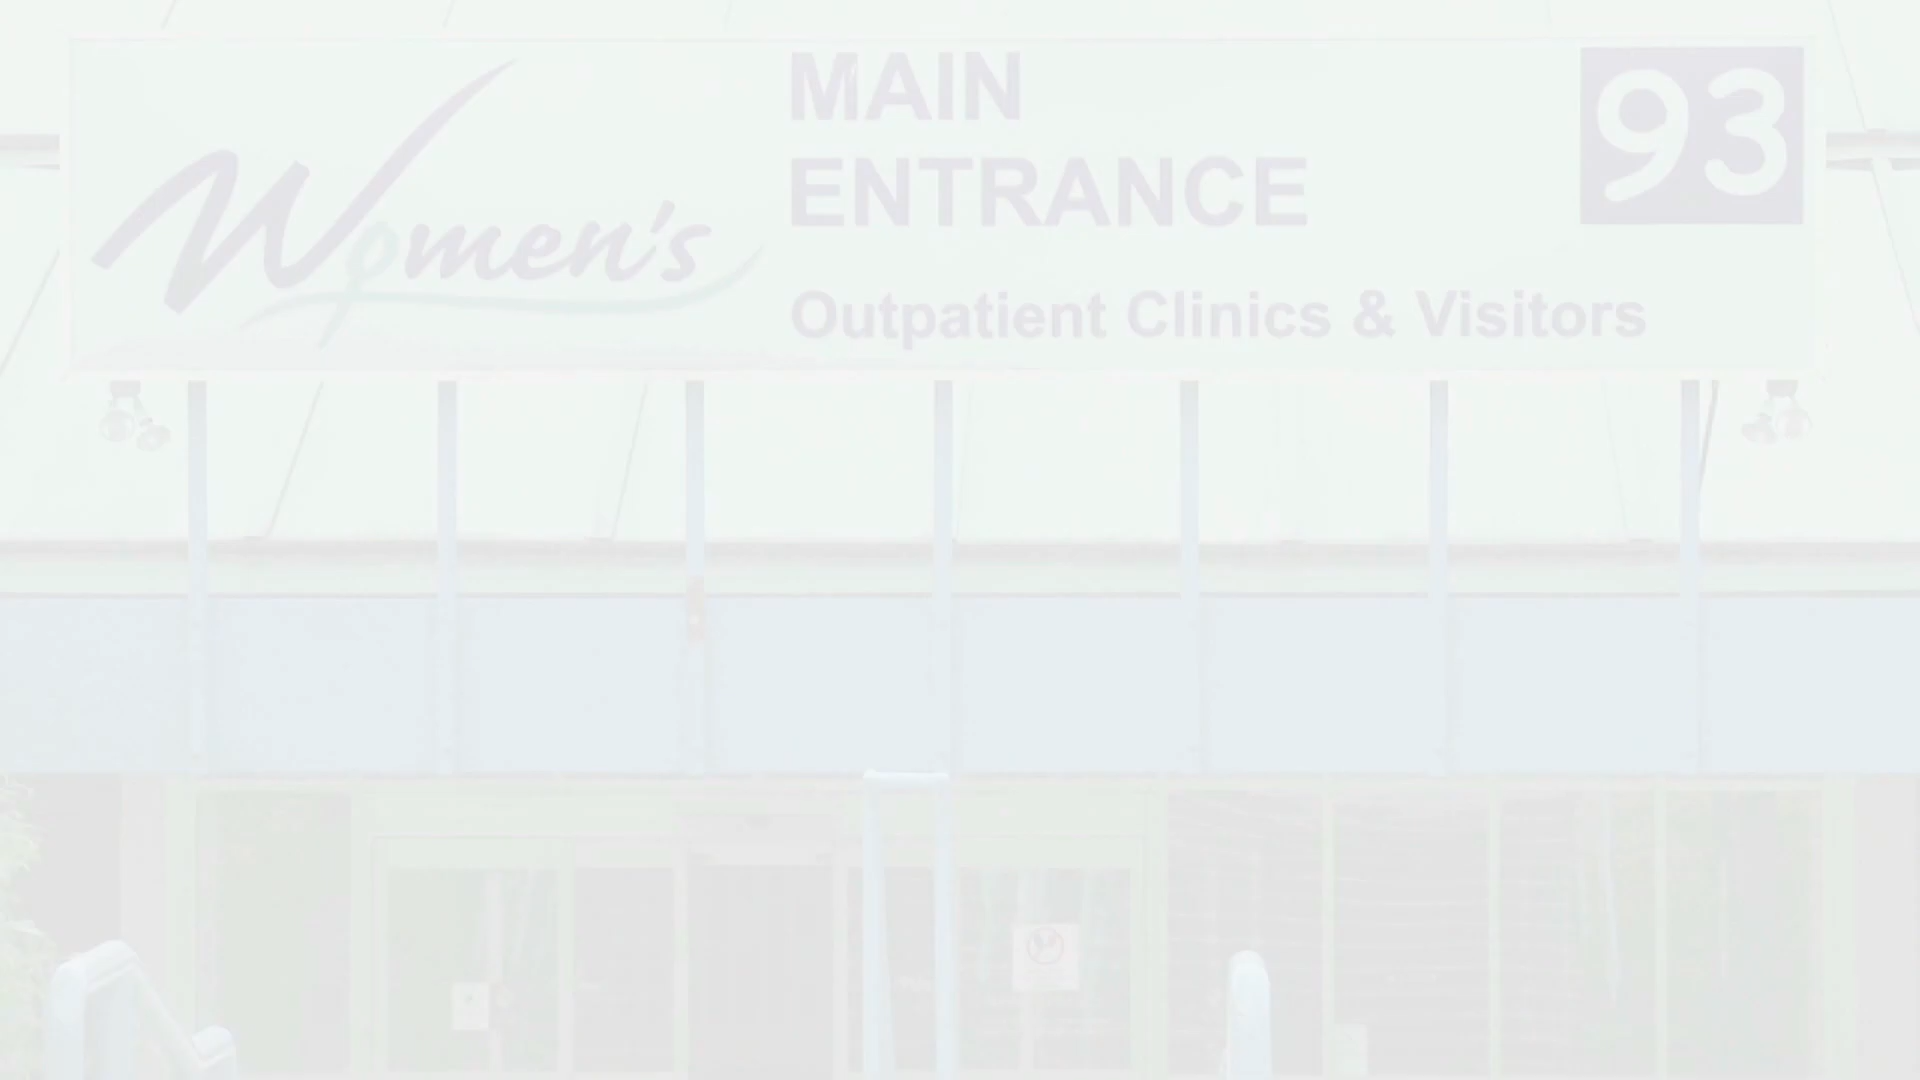 Women's
MAIN
ENTRANCE
Outpatient Clinics & Visitors
93